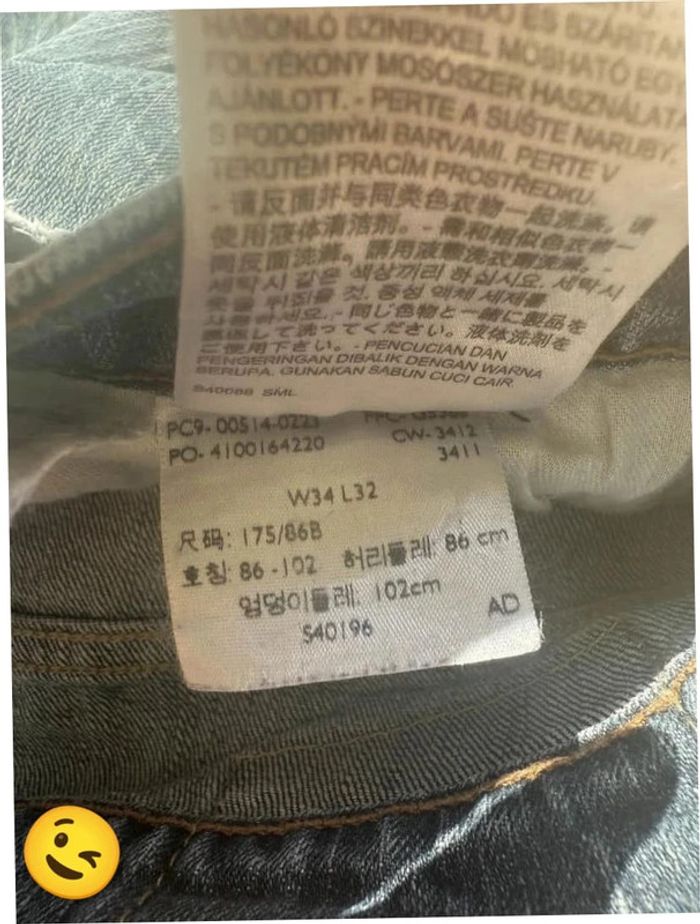 HASONLÓ SZÍNEKKEL MOSHATÓ EGY
FOLYÉKONY MOSÓSZER HASZNÁLATA
AJÁNLOTT. - PERTE A SUŠTE NARUBY,
S PODOBNÝMI BARVAMI. PERTE V
TEKUTÉM PRACÍM PROSTŘEDKU.
- 请反面并与同类色衣物一起洗涤。请
使用液体清洁剂。- 需和相似色衣物一
同反面洗滌，請用液體洗衣劑洗滌。-
세탁시 같은 색상끼리 하십시오. 세탁시
옷을 뒤집을 것. 중성 액체 세제를
사용하세요. - 同じ色物と一緒に製品を
裏返して洗ってください。液体洗剤を
ご使用下さい。- PENCUCIAN DAN
PENGERINGAN DIBALIK DENGAN WARNA
SERUPA. GUNAKAN SABUN CUCI CAIR
S40088 SML
PC9-00514-0221
PO-4100164220
CW-3412
3411
W34 L32
尺码: 175/86B
호칭: 86-102 허리둘레: 86 cm
엉덩이둘레: 102cm
S40196 AD